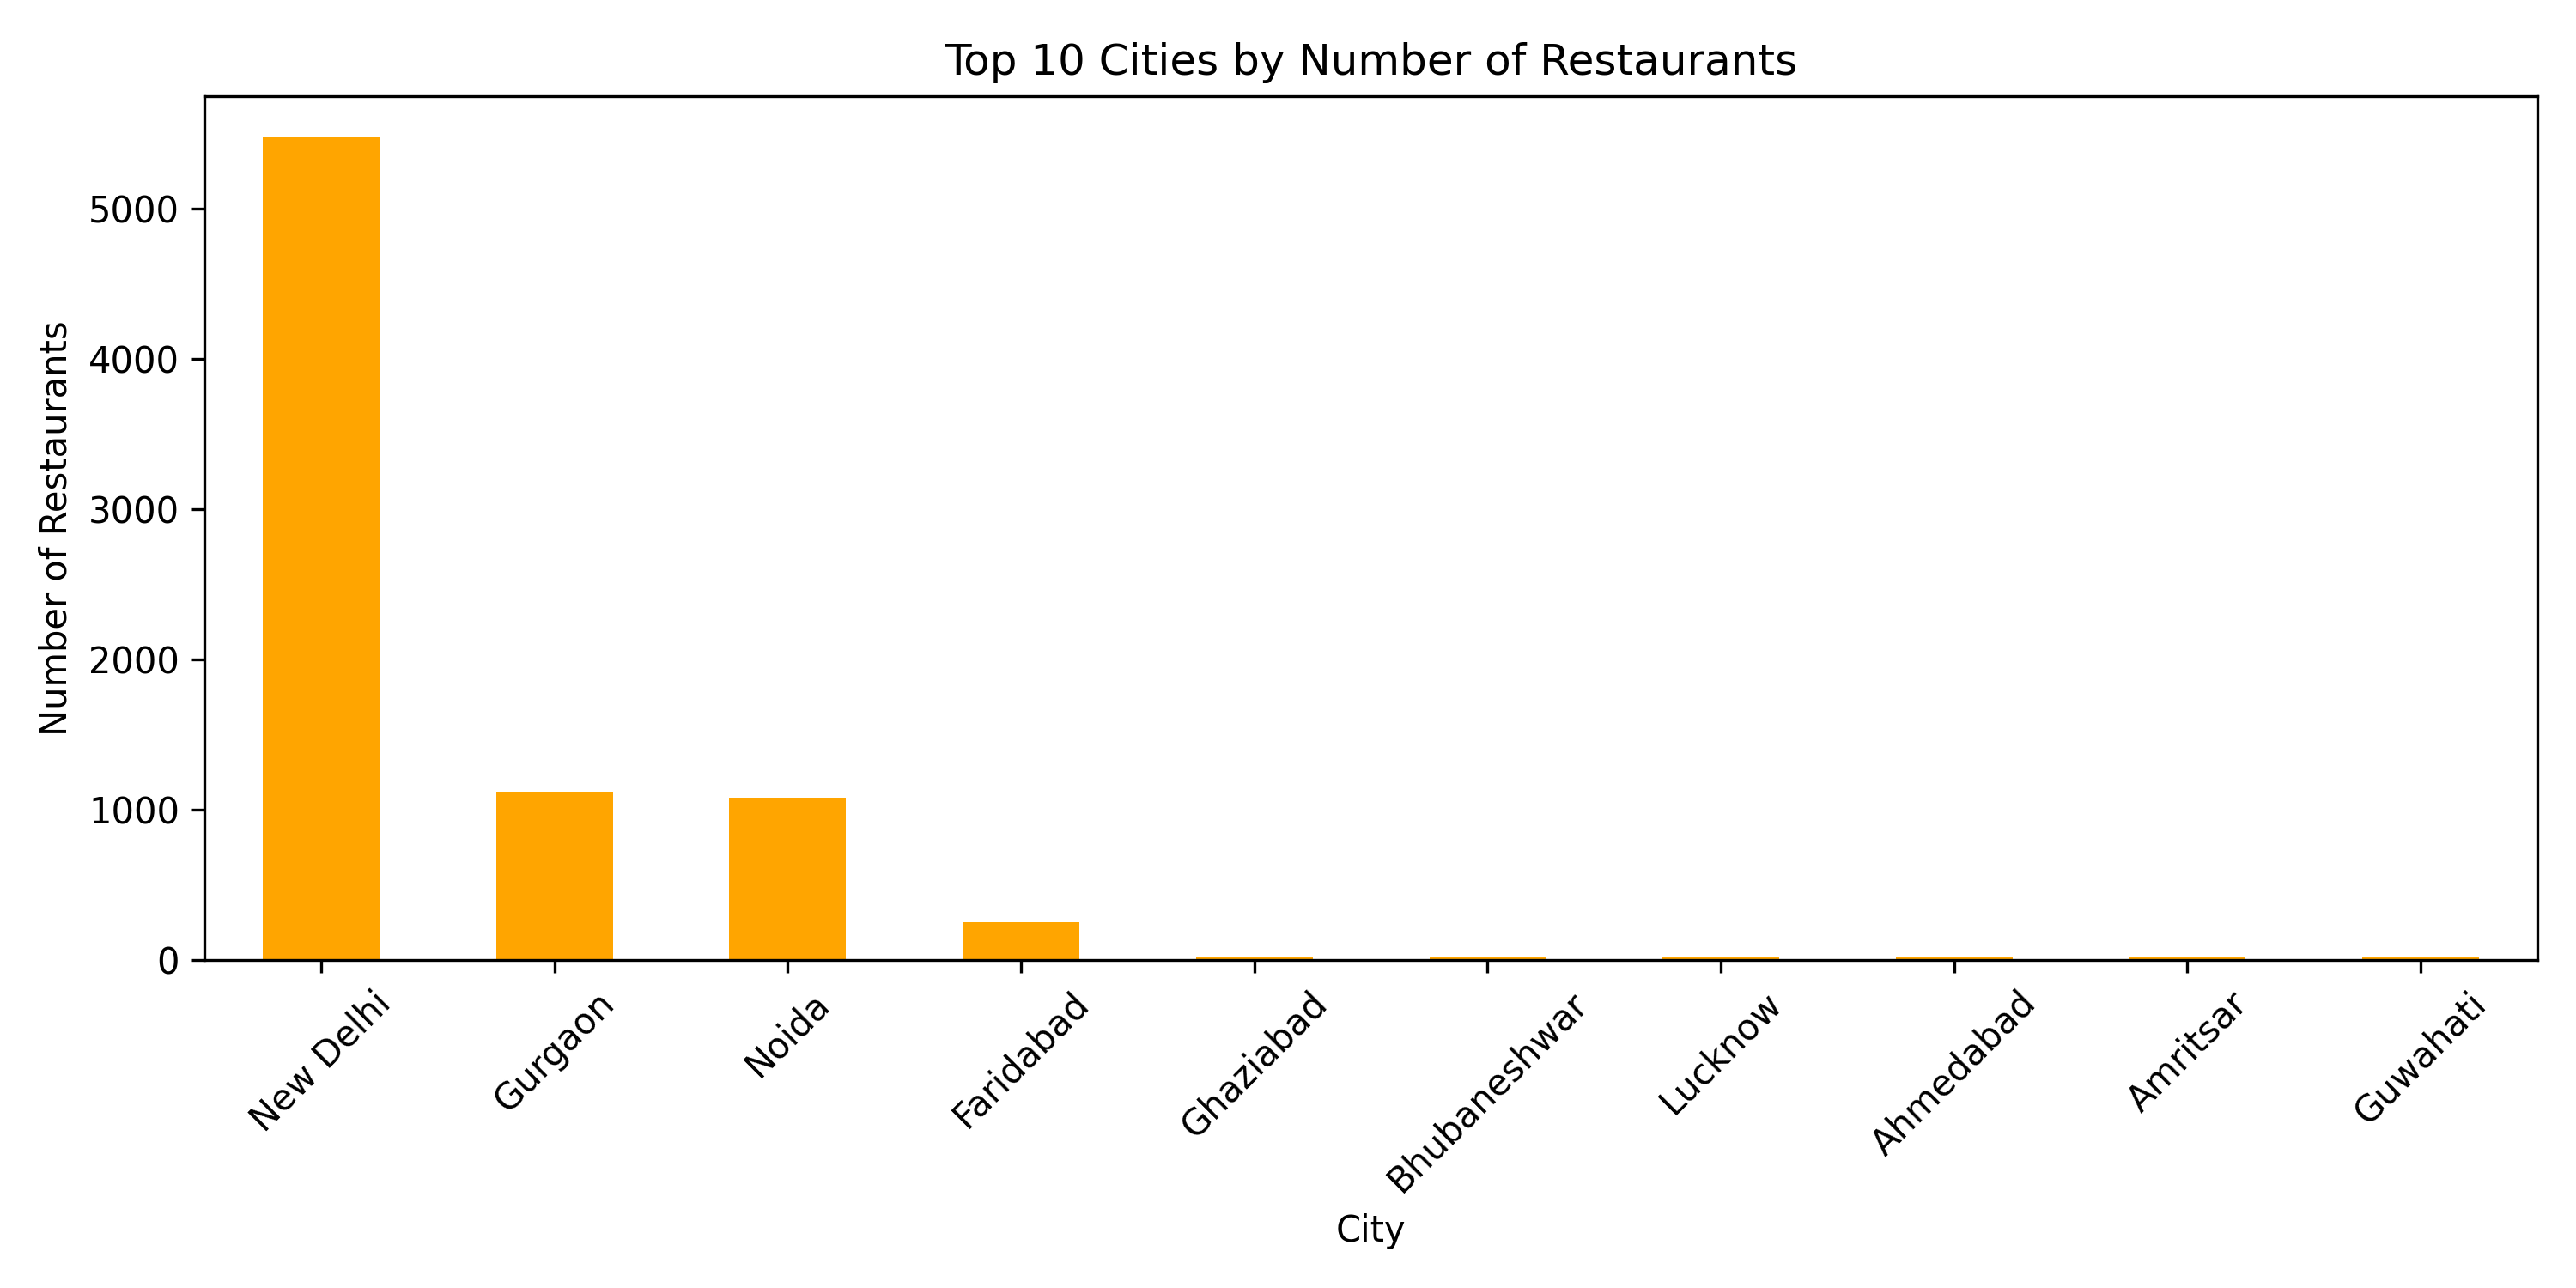 Top 10 Cities by Number of Restaurants
Number of Restaurants
5000
4000
3000
2000
1000
0
New Delhi
Gurgaon
Noida
Faridabad
Ghaziabad
Bhubaneshwar
Lucknow
Ahmedabad
Amritsar
Guwahati
City